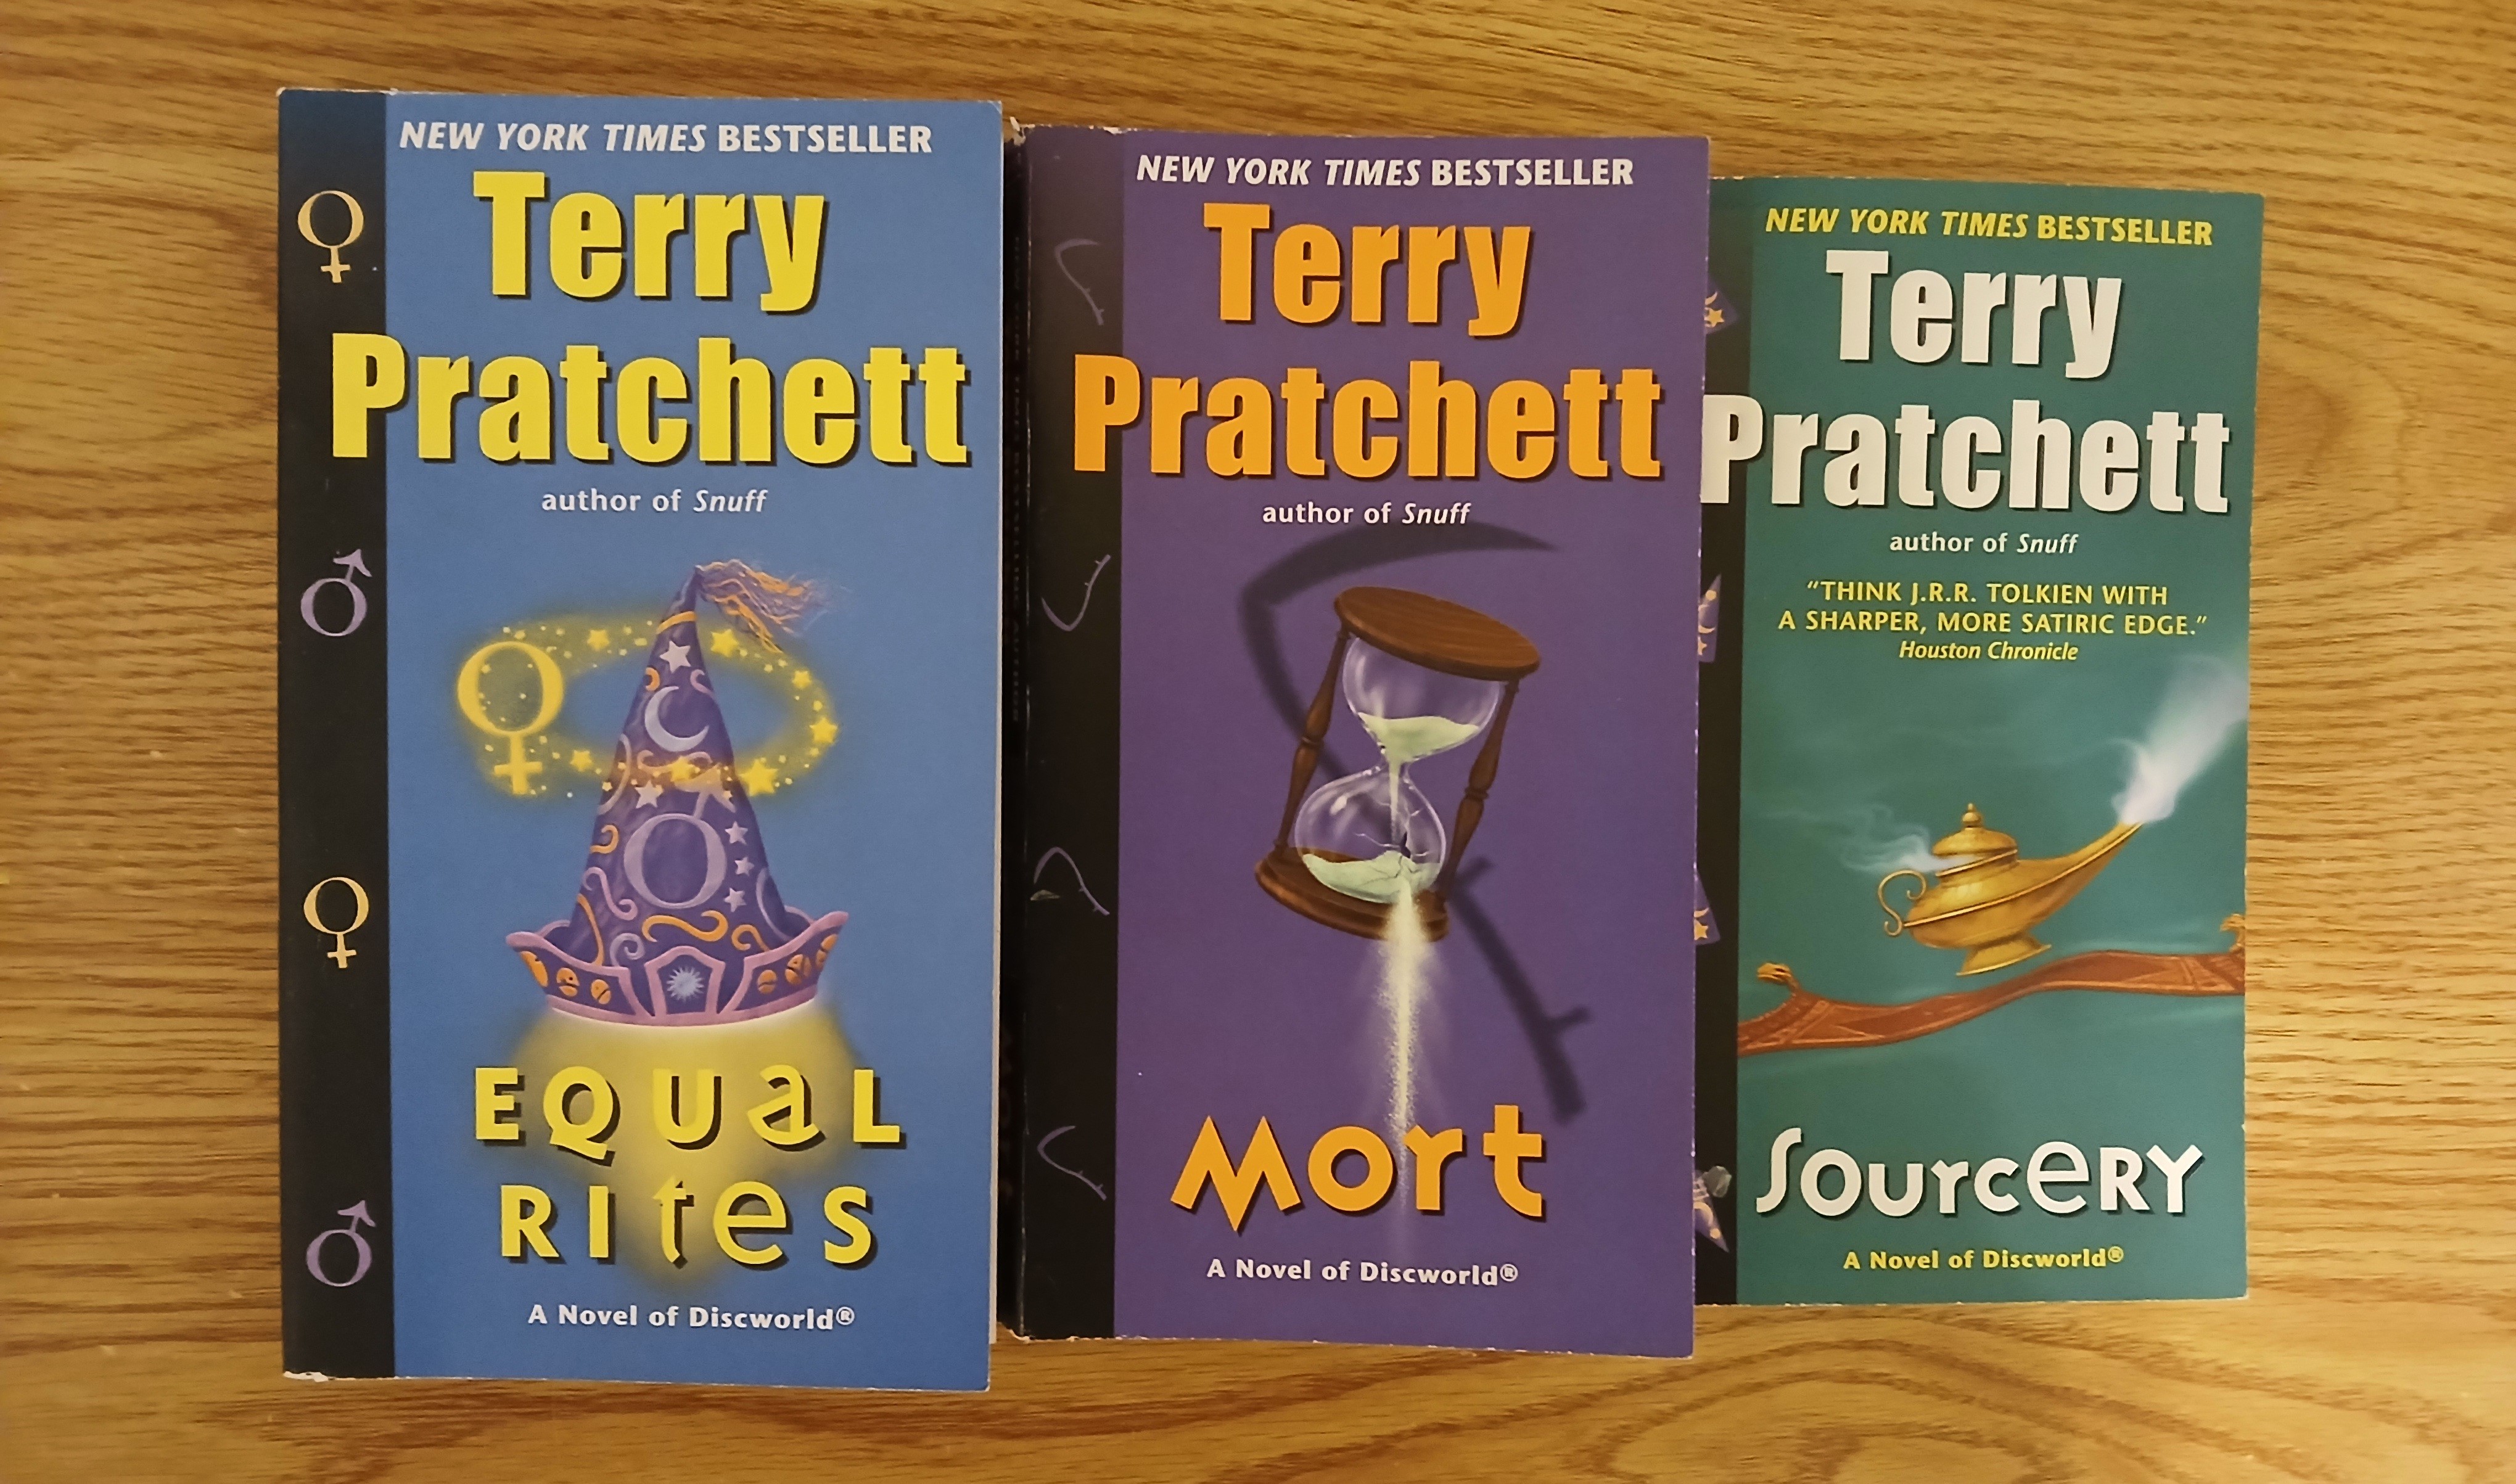 NEW YORK TIMES BESTSELLER
Terry
Pratchett
author of Snuff
EQUaL
RItes
A Novel of Discworld®
NEW YORK TIMES BESTSELLER
Terry
Pratchett
author of Snuff
Mort
A Novel of Discworld®
NEW YORK TIMES BESTSELLER
Terry
Pratchett
author of Snuff
“THINK J.R.R. TOLKIEN WITH
A SHARPER, MORE SATIRIC EDGE.”
Houston Chronicle
SourceRY
A Novel of Discworld®